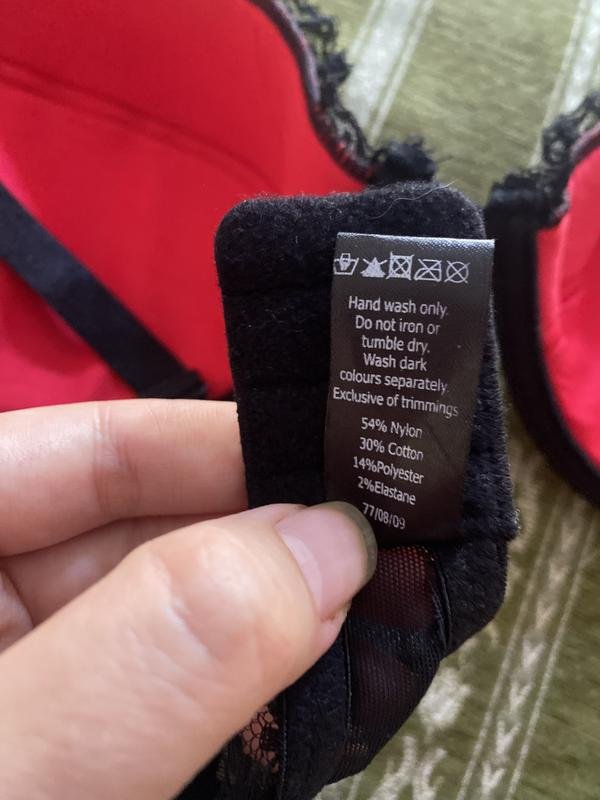 Hand wash only.
Do not iron or
tumble dry.
Wash dark
colours separately.
Exclusive of trimmings
54% Nylon
30% Cotton
14%Polyester
2%Elastane
77/08/09